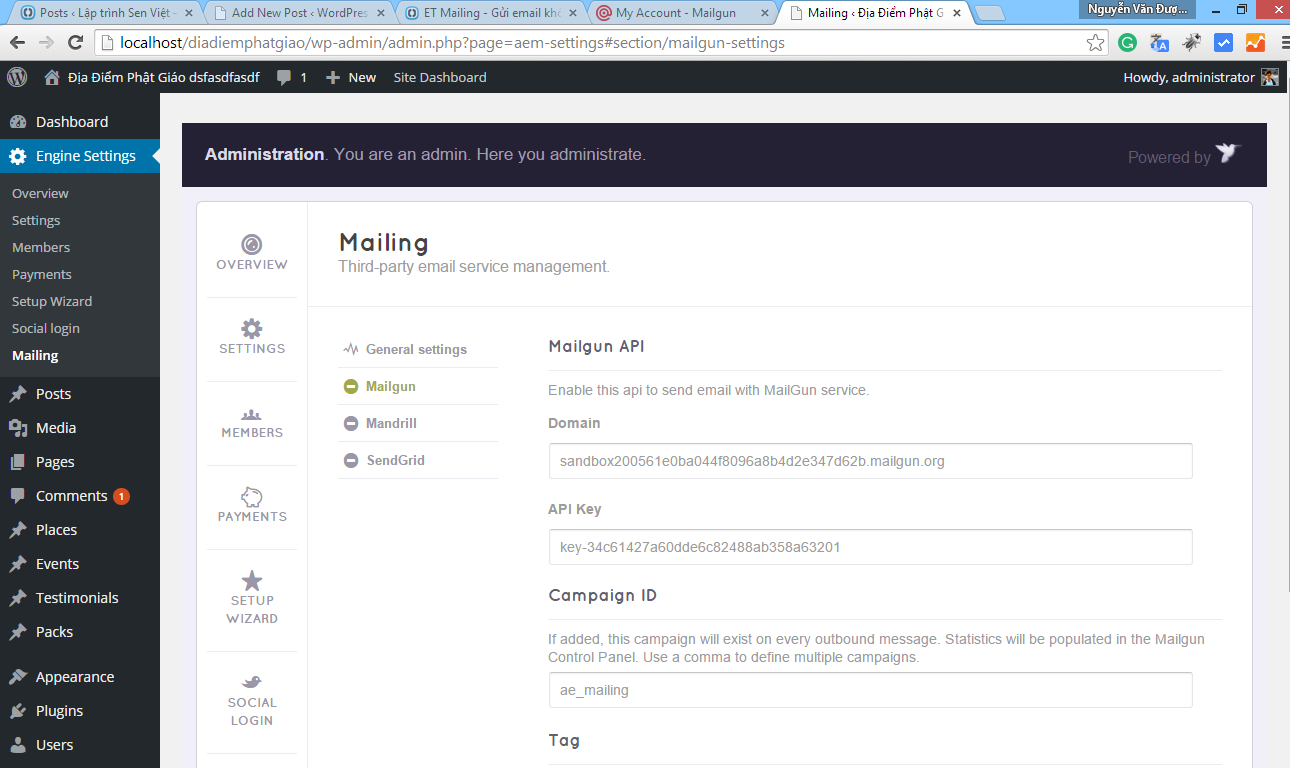 Posts ‹ Lập trình Sen Việt -
Add New Post ‹ WordPres
ET Mailing - Gửi email khô
My Account - Mailgun
Mailing ‹ Địa Điểm Phật G
Nguyễn Văn Đượ...
localhost/diadiemphatgiao/wp-admin/admin.php?page=aem-settings#section/mailgun-settings
Địa Điểm Phật Giáo dsfasdfasdf
1
New
Site Dashboard
Howdy, administrator
Dashboard
Engine Settings
Overview
Settings
Members
Payments
Setup Wizard
Social login
Mailing
Posts
Media
Pages
Comments 1
Places
Events
Testimonials
Packs
Appearance
Plugins
Users
Administration. You are an admin. Here you administrate.
Powered by
OVERVIEW
SETTINGS
MEMBERS
PAYMENTS
SETUP
WIZARD
SOCIAL
LOGIN
Mailing
Third-party email service management.
General settings
Mailgun
Mandrill
SendGrid
Mailgun API
Enable this api to send email with MailGun service.
Domain
sandbox200561e0ba044f8096a8b4d2e347d62b.mailgun.org
API Key
key-34c61427a60dde6c82488ab358a63201
Campaign ID
If added, this campaign will exist on every outbound message. Statistics will be populated in the Mailgun
Control Panel. Use a comma to define multiple campaigns.
ae_mailing
Tag